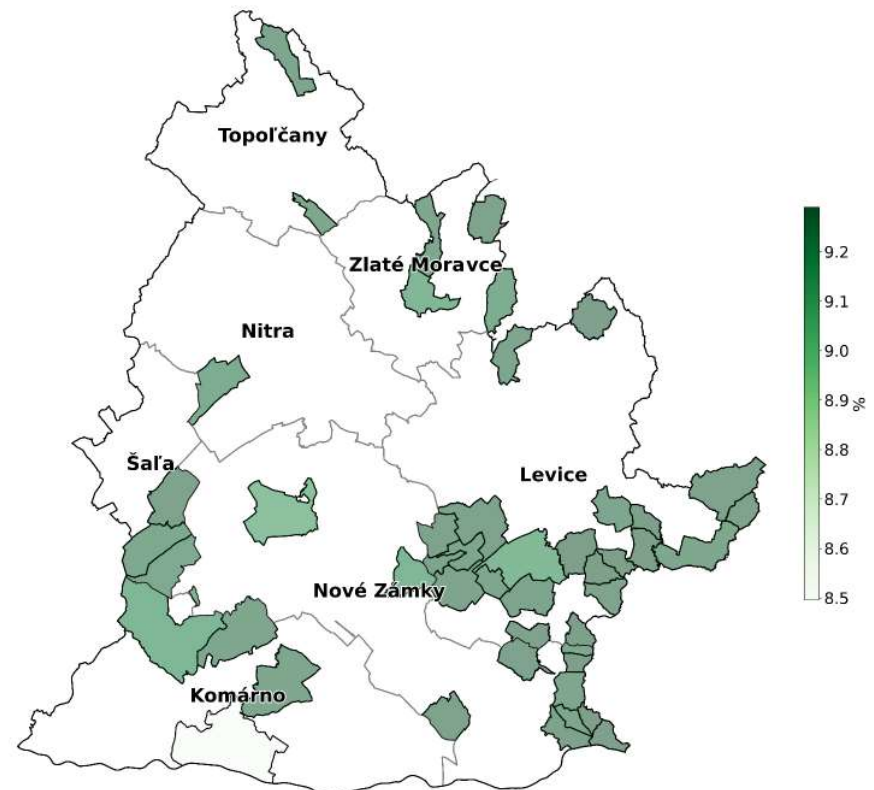 Topoľčany
Zlaté Moravce
Nitra
Šaľa
Levice
Nové Zámky
Komárno
9.2
9.1
9.0
8.9
8.8
8.7
8.6
8.5
%